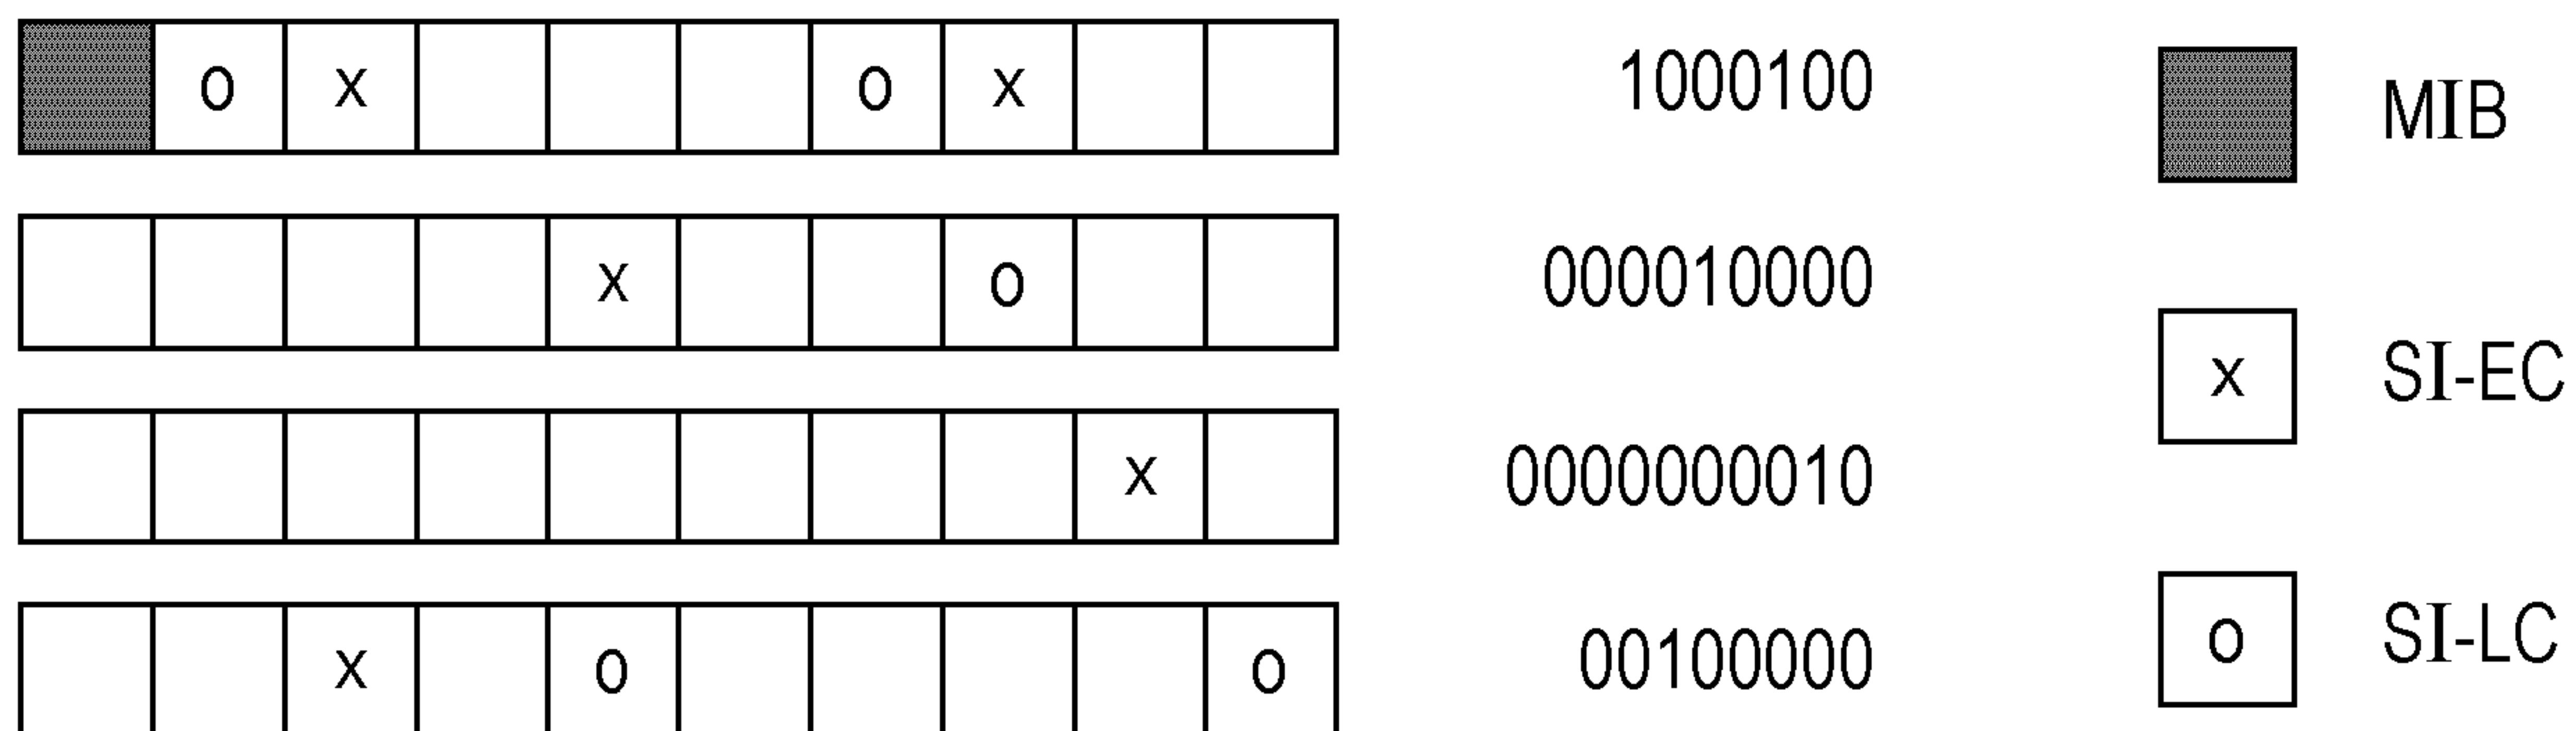 O X O X 1000100 MIB
X O 000010000
X SI-EC
X 0000000010
X O O 00100000 O SI-LC